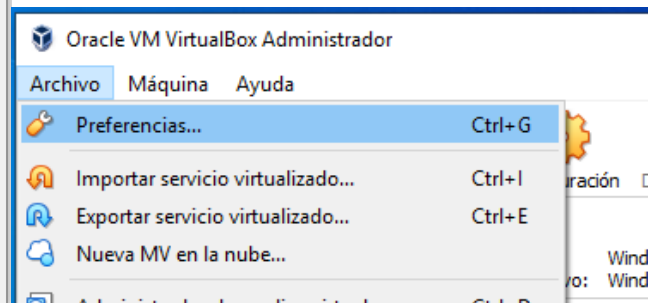 Oracle VM VirtualBox Administrador
Archivo Máquina Ayuda
Preferencias... Ctrl+G
Importar servicio virtualizado... Ctrl+I
Exportar servicio virtualizado... Ctrl+E
Nueva MV en la nube...